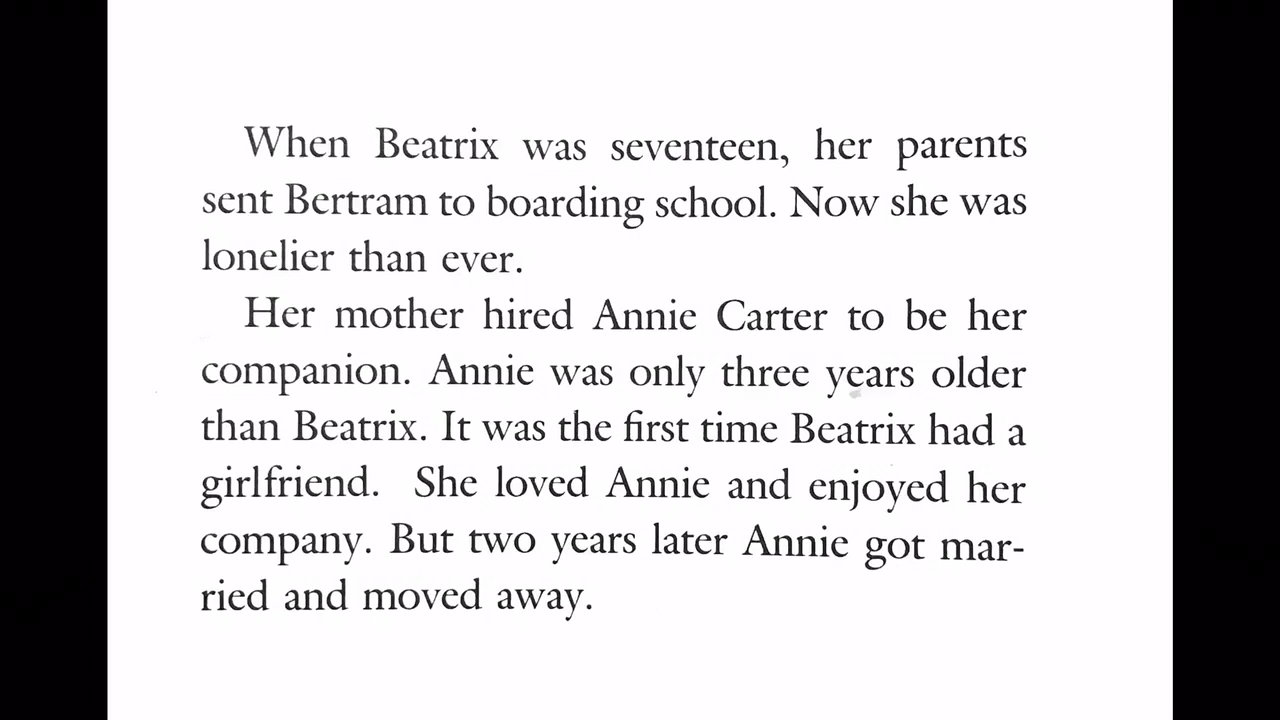 When Beatrix was seventeen, her parents
sent Bertram to boarding school. Now she was
lonelier than ever.
Her mother hired Annie Carter to be her
companion. Annie was only three years older
than Beatrix. It was the first time Beatrix had a
girlfriend. She loved Annie and enjoyed her
company. But two years later Annie got mar-
ried and moved away.